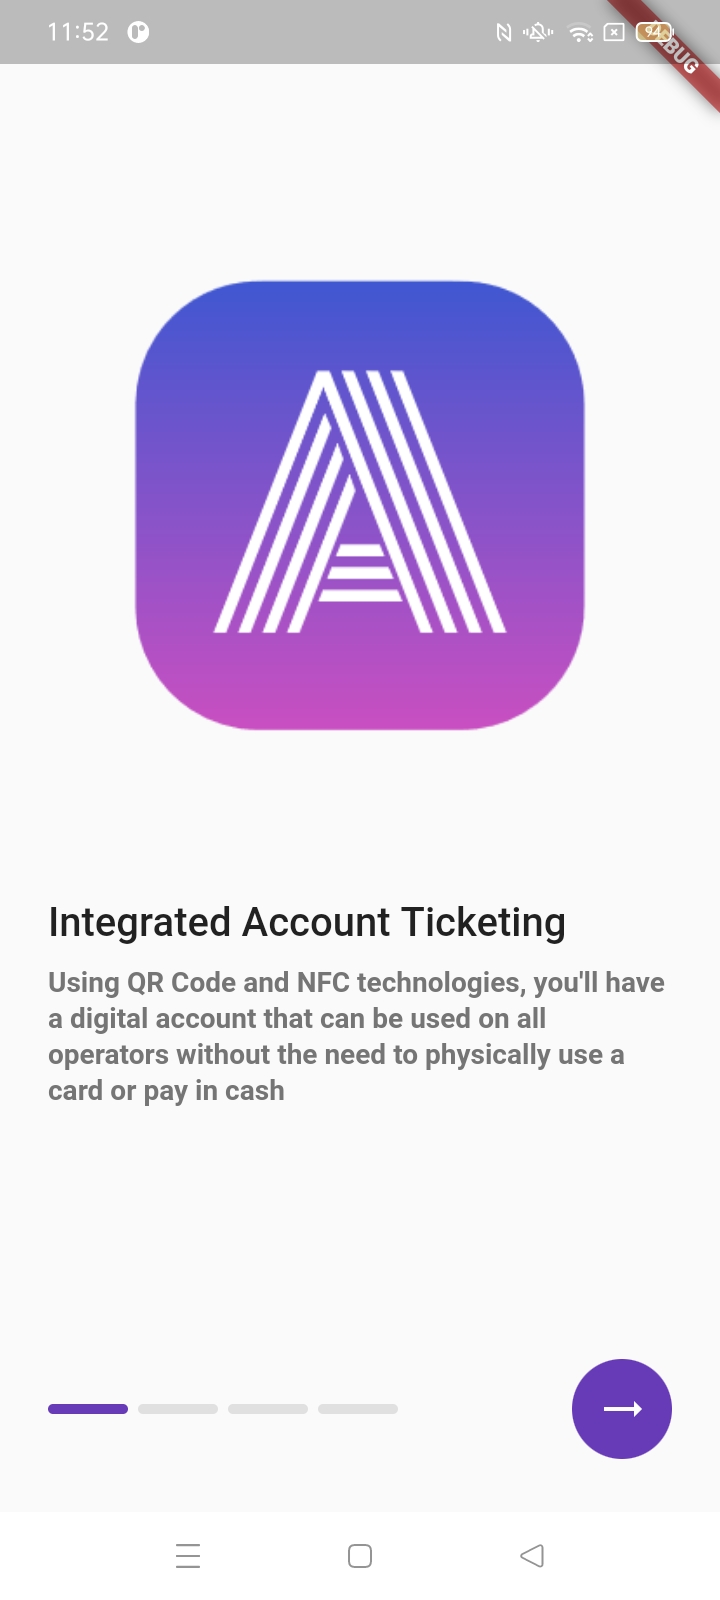 11:52
94
DEBUG
A
Integrated Account Ticketing
Using QR Code and NFC technologies, you'll have
a digital account that can be used on all
operators without the need to physically use a
card or pay in cash